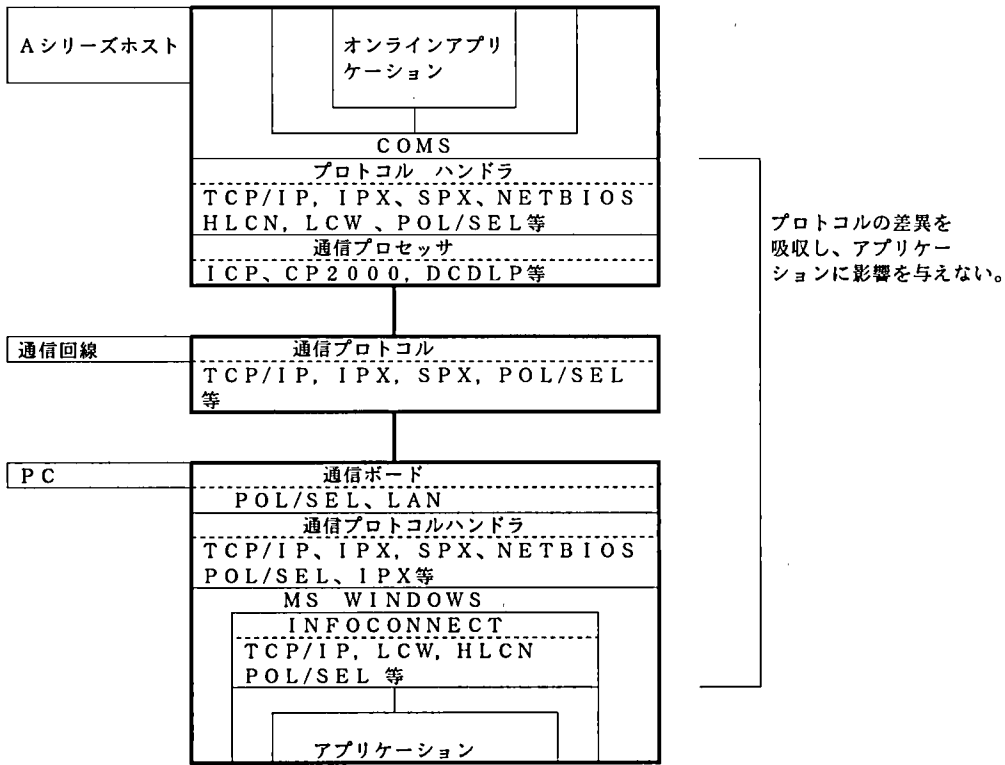 Aシリーズホスト
オンラインアプリ
ケーション
COMS
プロトコル ハンドラ
TCP/IP, IPX、SPX、NETBIOS
HLCN, LCW 、POL/SEL等
通信プロセッサ
ICP、CP2000, DCDLP等
プロトコルの差異を
吸収し、アプリケー
ションに影響を与えない。
通信回線
通信プロトコル
TCP/IP, IPX, SPX, POL/SEL
等
PC
通信ボード
POL/SEL、LAN
通信プロトコルハンドラ
TCP/IP、IPX, SPX、NETBIOS
POL/SEL、IPX等
MS WINDOWS
INFOCONNECT
TCP/IP, LCW, HLCN
POL/SEL 等
アプリケーション